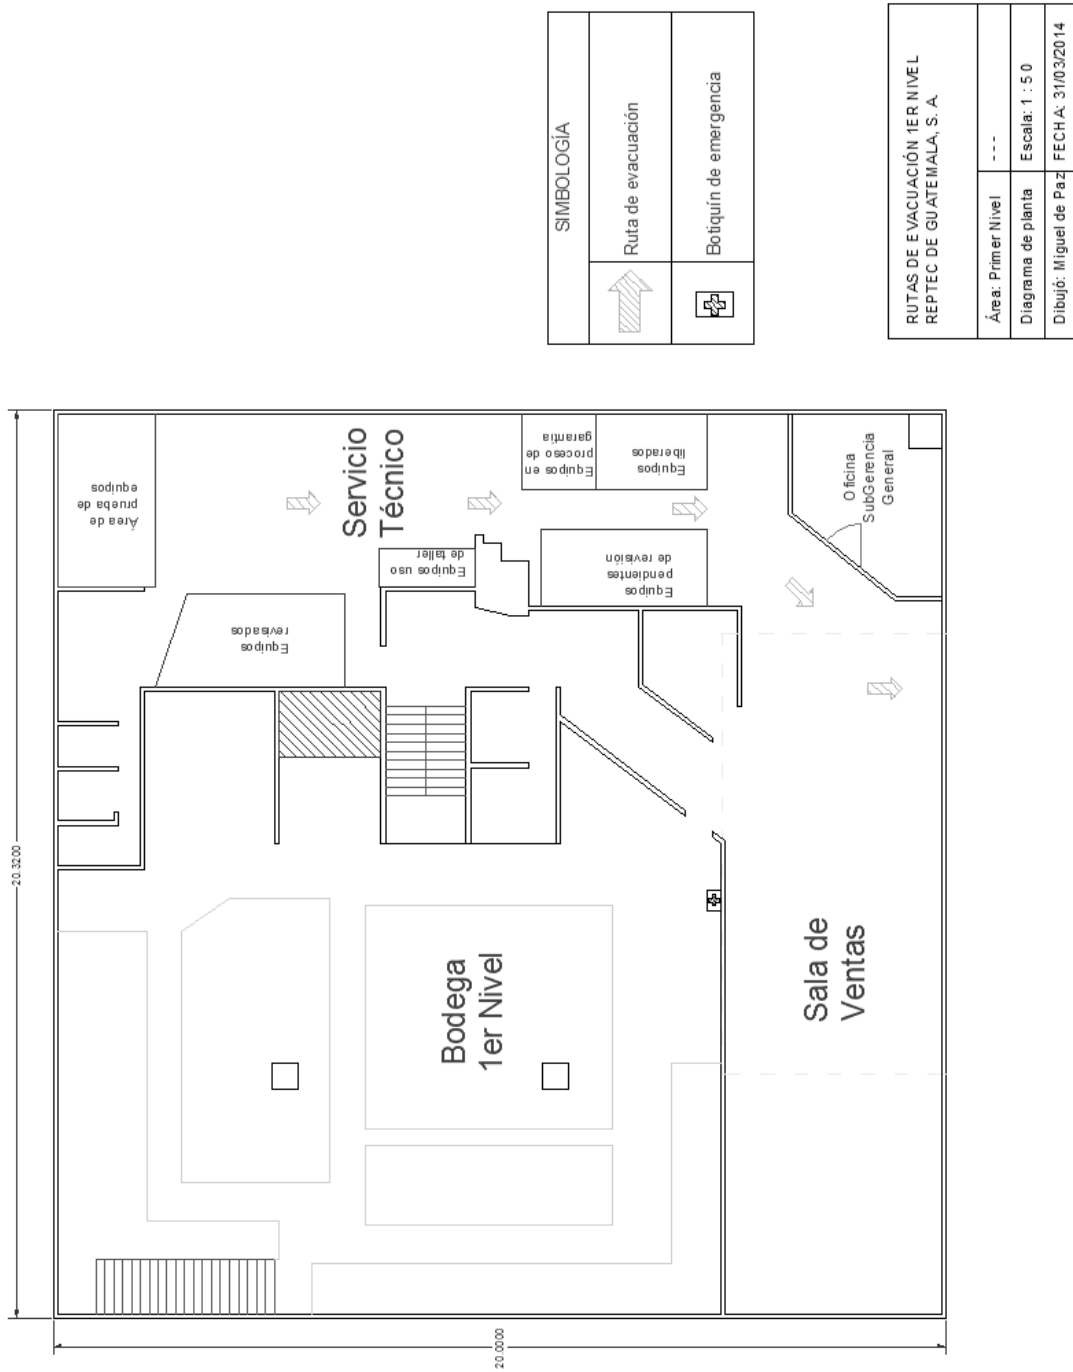 SIMBOLOGÍA
Ruta de evacuación
Botiquín de emergencia
RUTAS DE EVACUACIÓN 1ER NIVEL
REPTEC DE GUATEMALA, S. A.
Área: Primer Nivel
- - -
Diagrama de planta
Escala: 1 : 5 0
Dibujó: Miguel de Paz
FECHA: 31/03/2014
20.3200
20.0000
Área de
prueba de
equipos
Equipos
revisados
Servicio
Técnico
Equipos uso
de taller
Equipos en
proceso de
garantía
Equipos
liberados
Equipos
pendientes
de revisión
Oficina
SubGerencia
General
Bodega
1er Nivel
Sala de
Ventas